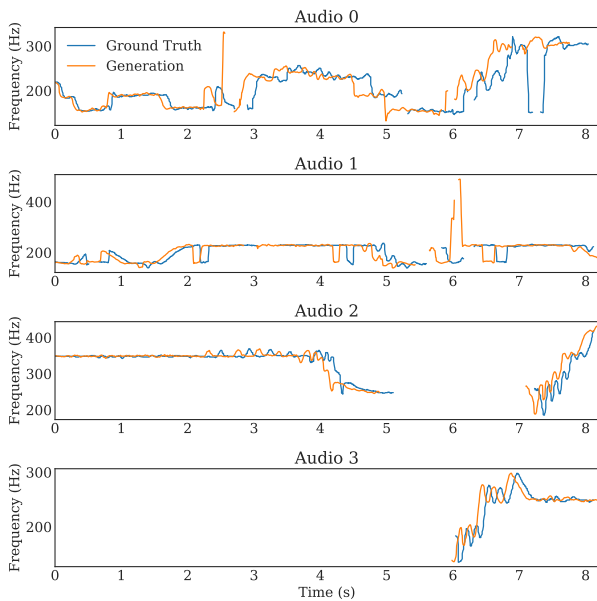 Audio 0
Frequency (Hz)
300
200
Ground Truth
Generation
0 1 2 3 4 5 6 7 8
Audio 1
Frequency (Hz)
400
200
0 1 2 3 4 5 6 7 8
Audio 2
Frequency (Hz)
400
300
200
0 1 2 3 4 5 6 7 8
Audio 3
Frequency (Hz)
300
200
0 1 2 3 4 5 6 7 8
Time (s)